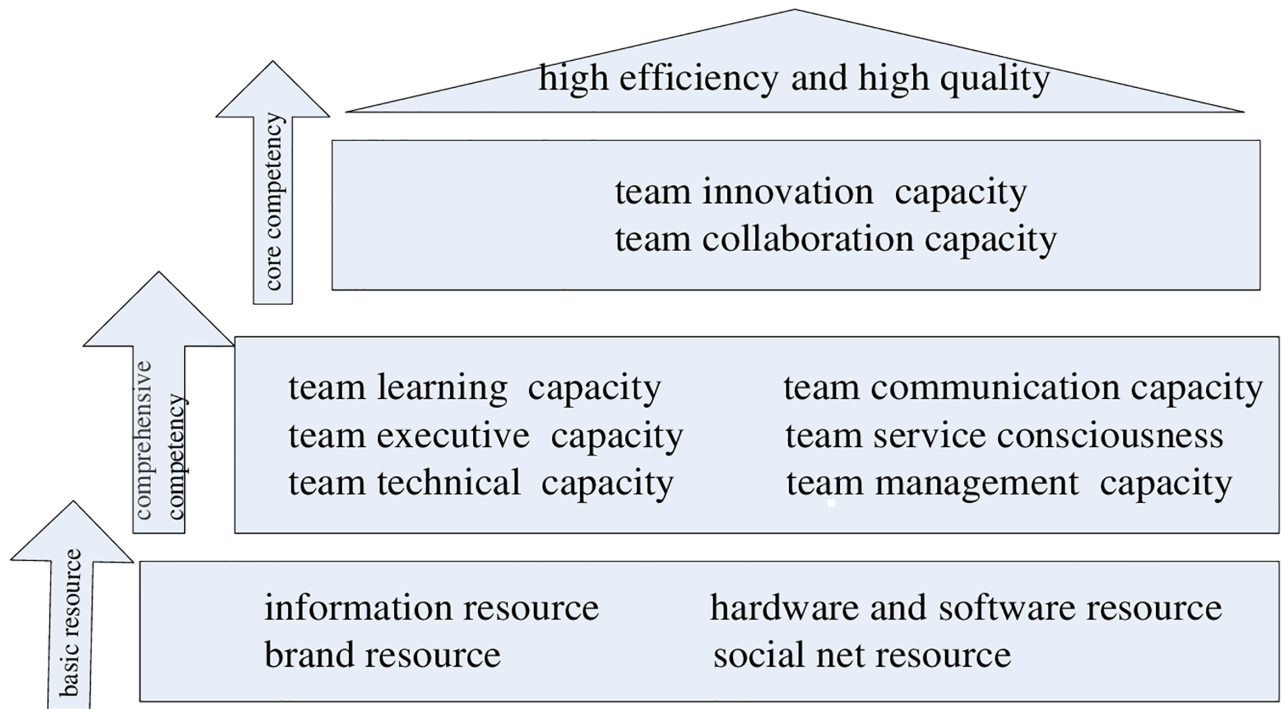 high efficiency and high quality
core competency
team innovation capacity
team collaboration capacity
comprehensive
competency
team learning capacity
team communication capacity
team executive capacity
team service consciousness
team technical capacity
team management capacity
basic resource
information resource
hardware and software resource
brand resource
social net resource